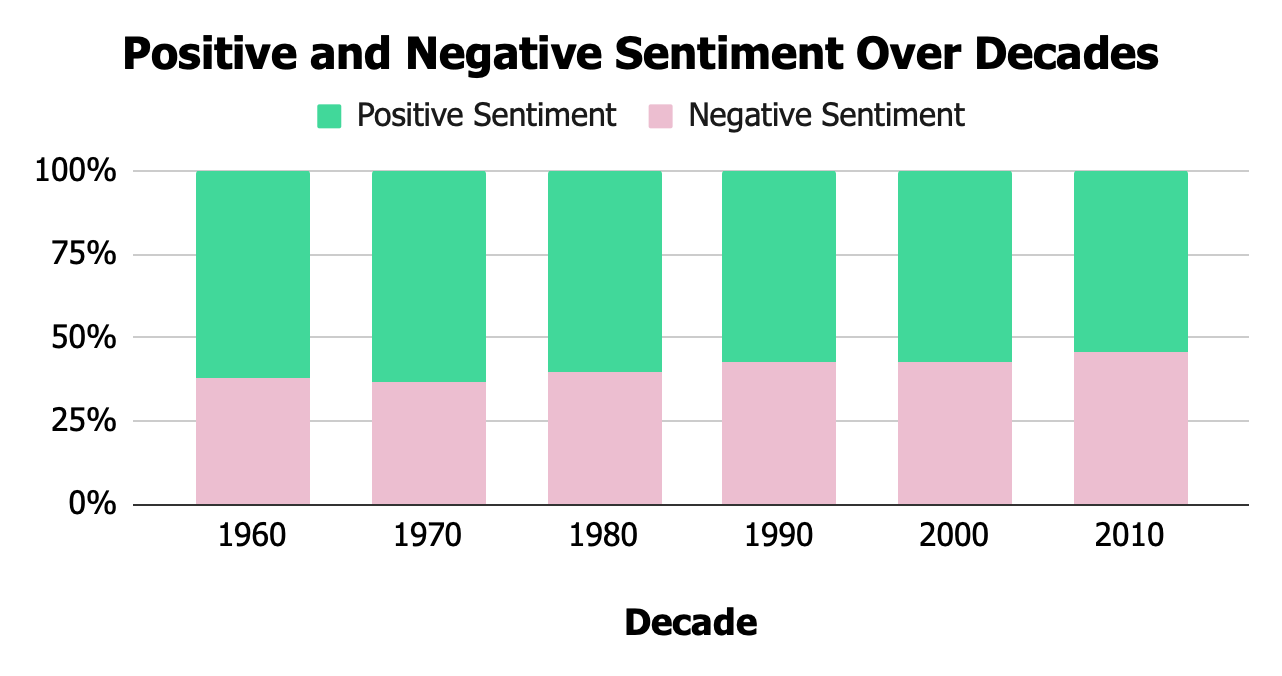 Positive and Negative Sentiment Over Decades
Positive Sentiment Negative Sentiment
100%
75%
50%
25%
0%
1960 1970 1980 1990 2000 2010
Decade